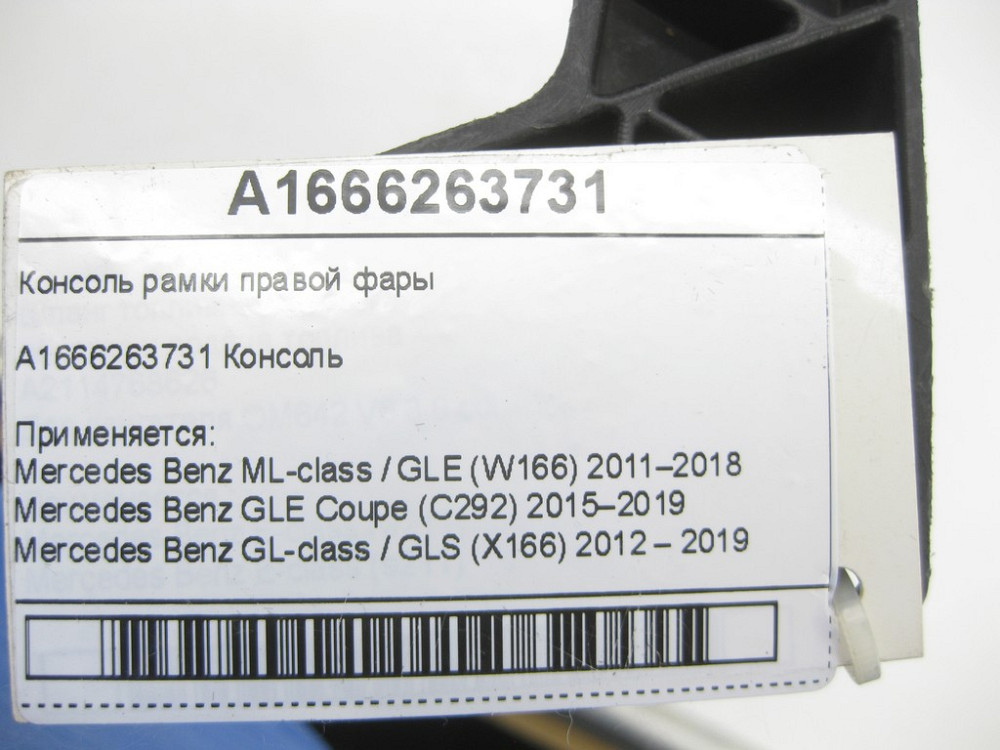 A1666263731
Консоль рамки правой фары
A1666263731 Консоль
Применяется:
Mercedes Benz ML-class / GLE (W166) 2011–2018
Mercedes Benz GLE Coupe (C292) 2015–2019
Mercedes Benz GL-class / GLS (X166) 2012 – 2019